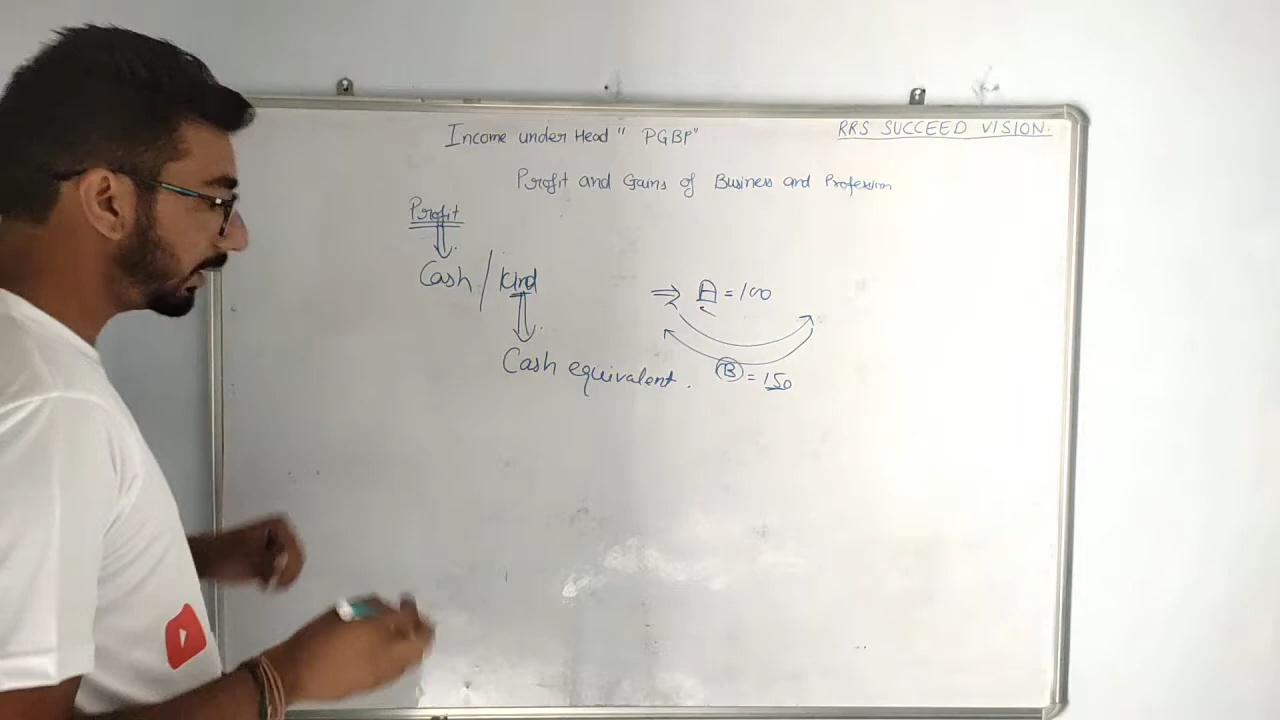 Income under Head " PGBP"
RRS SUCCEED VISION.
Profit and Gains of Business and Profession
Profit
Cash / Kind
⇒ A = 100
Cash equivalent.
B = 150